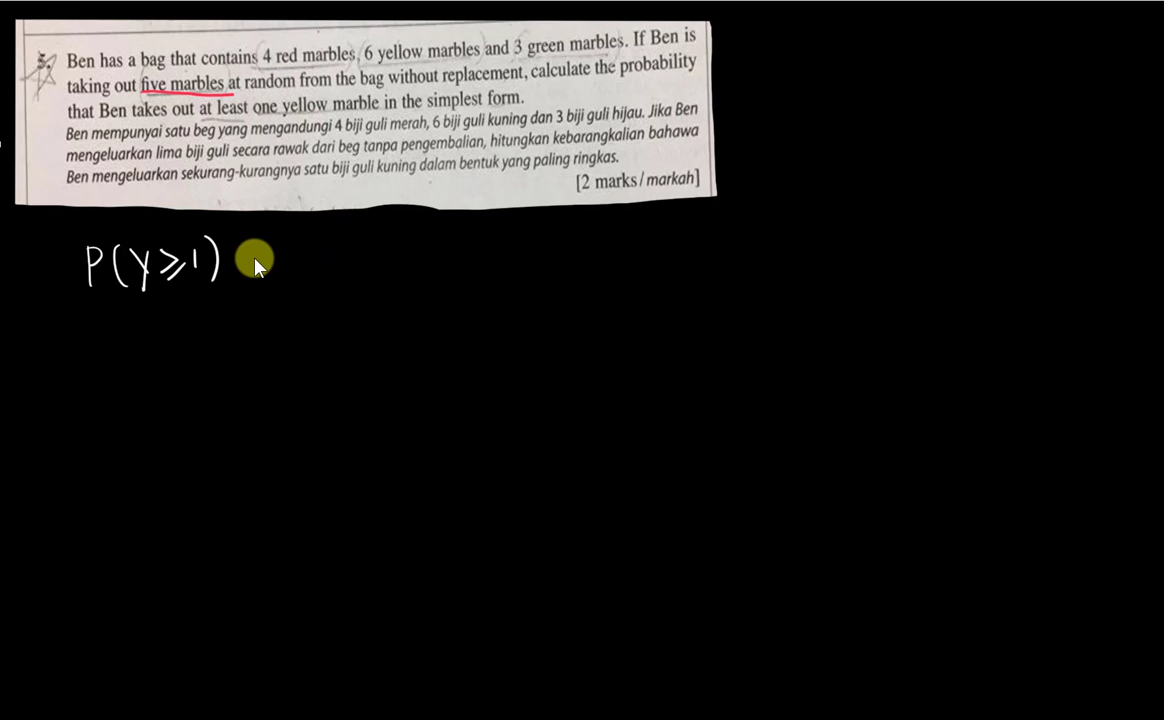 5. Ben has a bag that contains 4 red marbles, 6 yellow marbles and 3 green marbles. If Ben is
taking out five marbles at random from the bag without replacement, calculate the probability
that Ben takes out at least one yellow marble in the simplest form.
Ben mempunyai satu beg yang mengandungi 4 biji guli merah, 6 biji guli kuning dan 3 biji guli hijau. Jika Ben
mengeluarkan lima biji guli secara rawak dari beg tanpa pengembalian, hitungkan kebarangkalian bahawa
Ben mengeluarkan sekurang-kurangnya satu biji guli kuning dalam bentuk yang paling ringkas.
[2 marks/markah]
P(Y≥1)